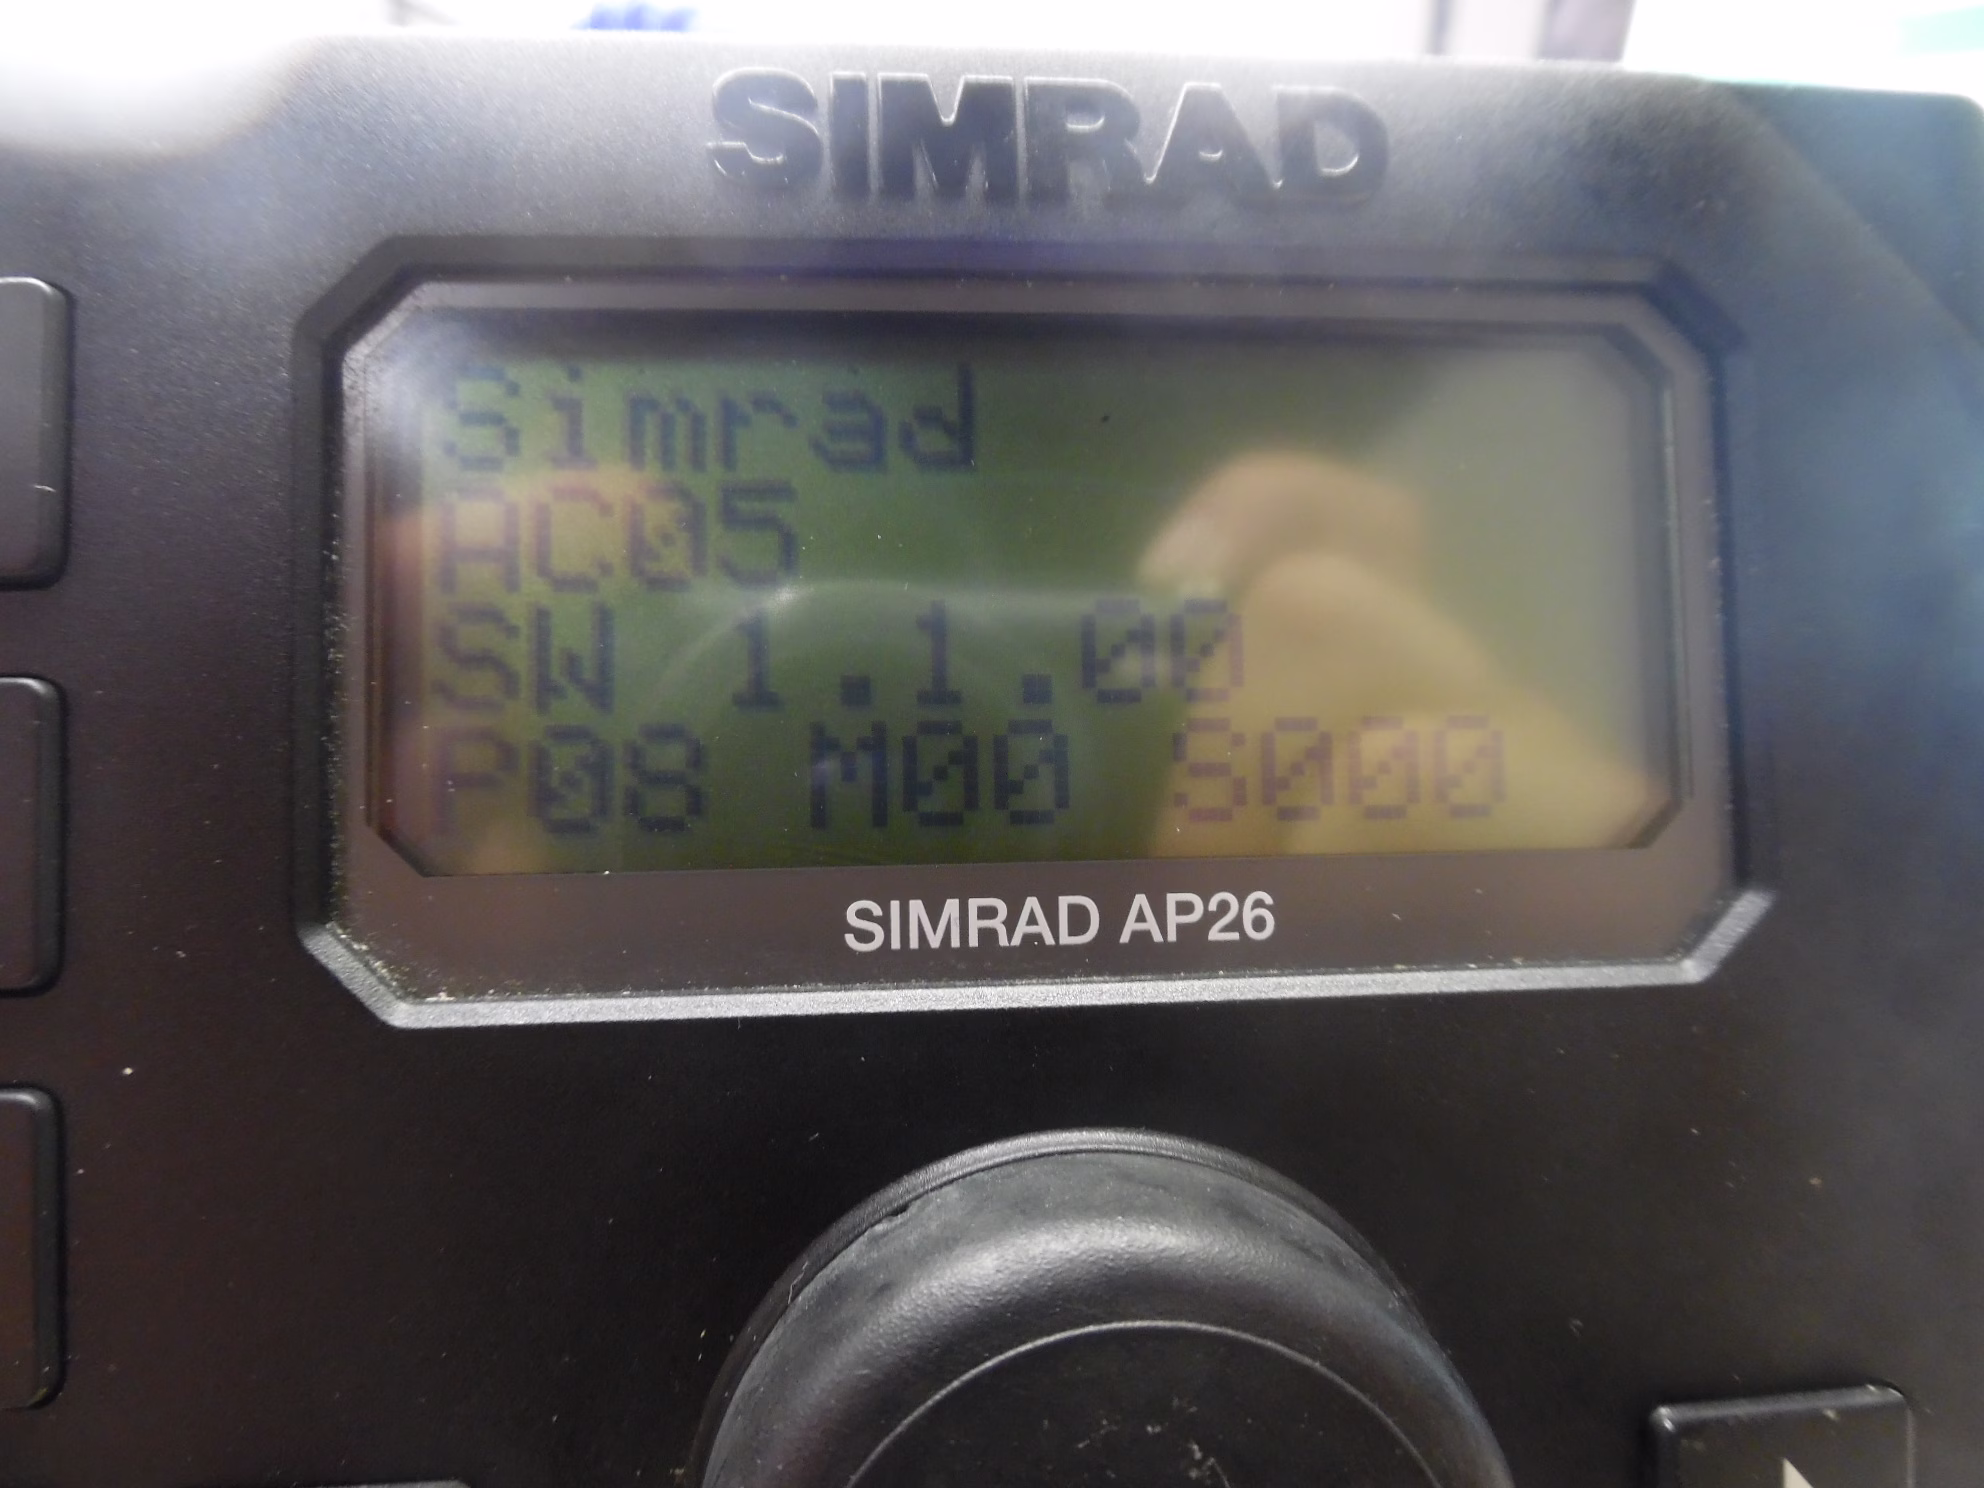 SIMRAD
Simrad
AC05
SW 1.1.00
P08 M00 S000
SIMRAD AP26